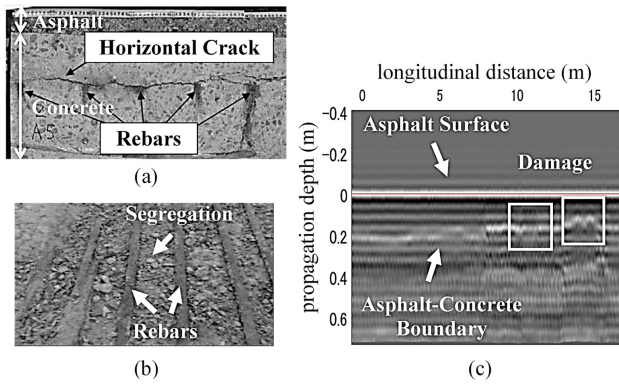 Asphalt
Horizontal Crack
Concrete
A5
Rebars
(a)
Segregation
Rebars
(b)
longitudinal distance (m)
0 5 10 15
propagation depth (m)
-0.4
-0.2
0
0.2
0.4
0.6
Asphalt Surface
Damage
Asphalt-Concrete
Boundary
(c)